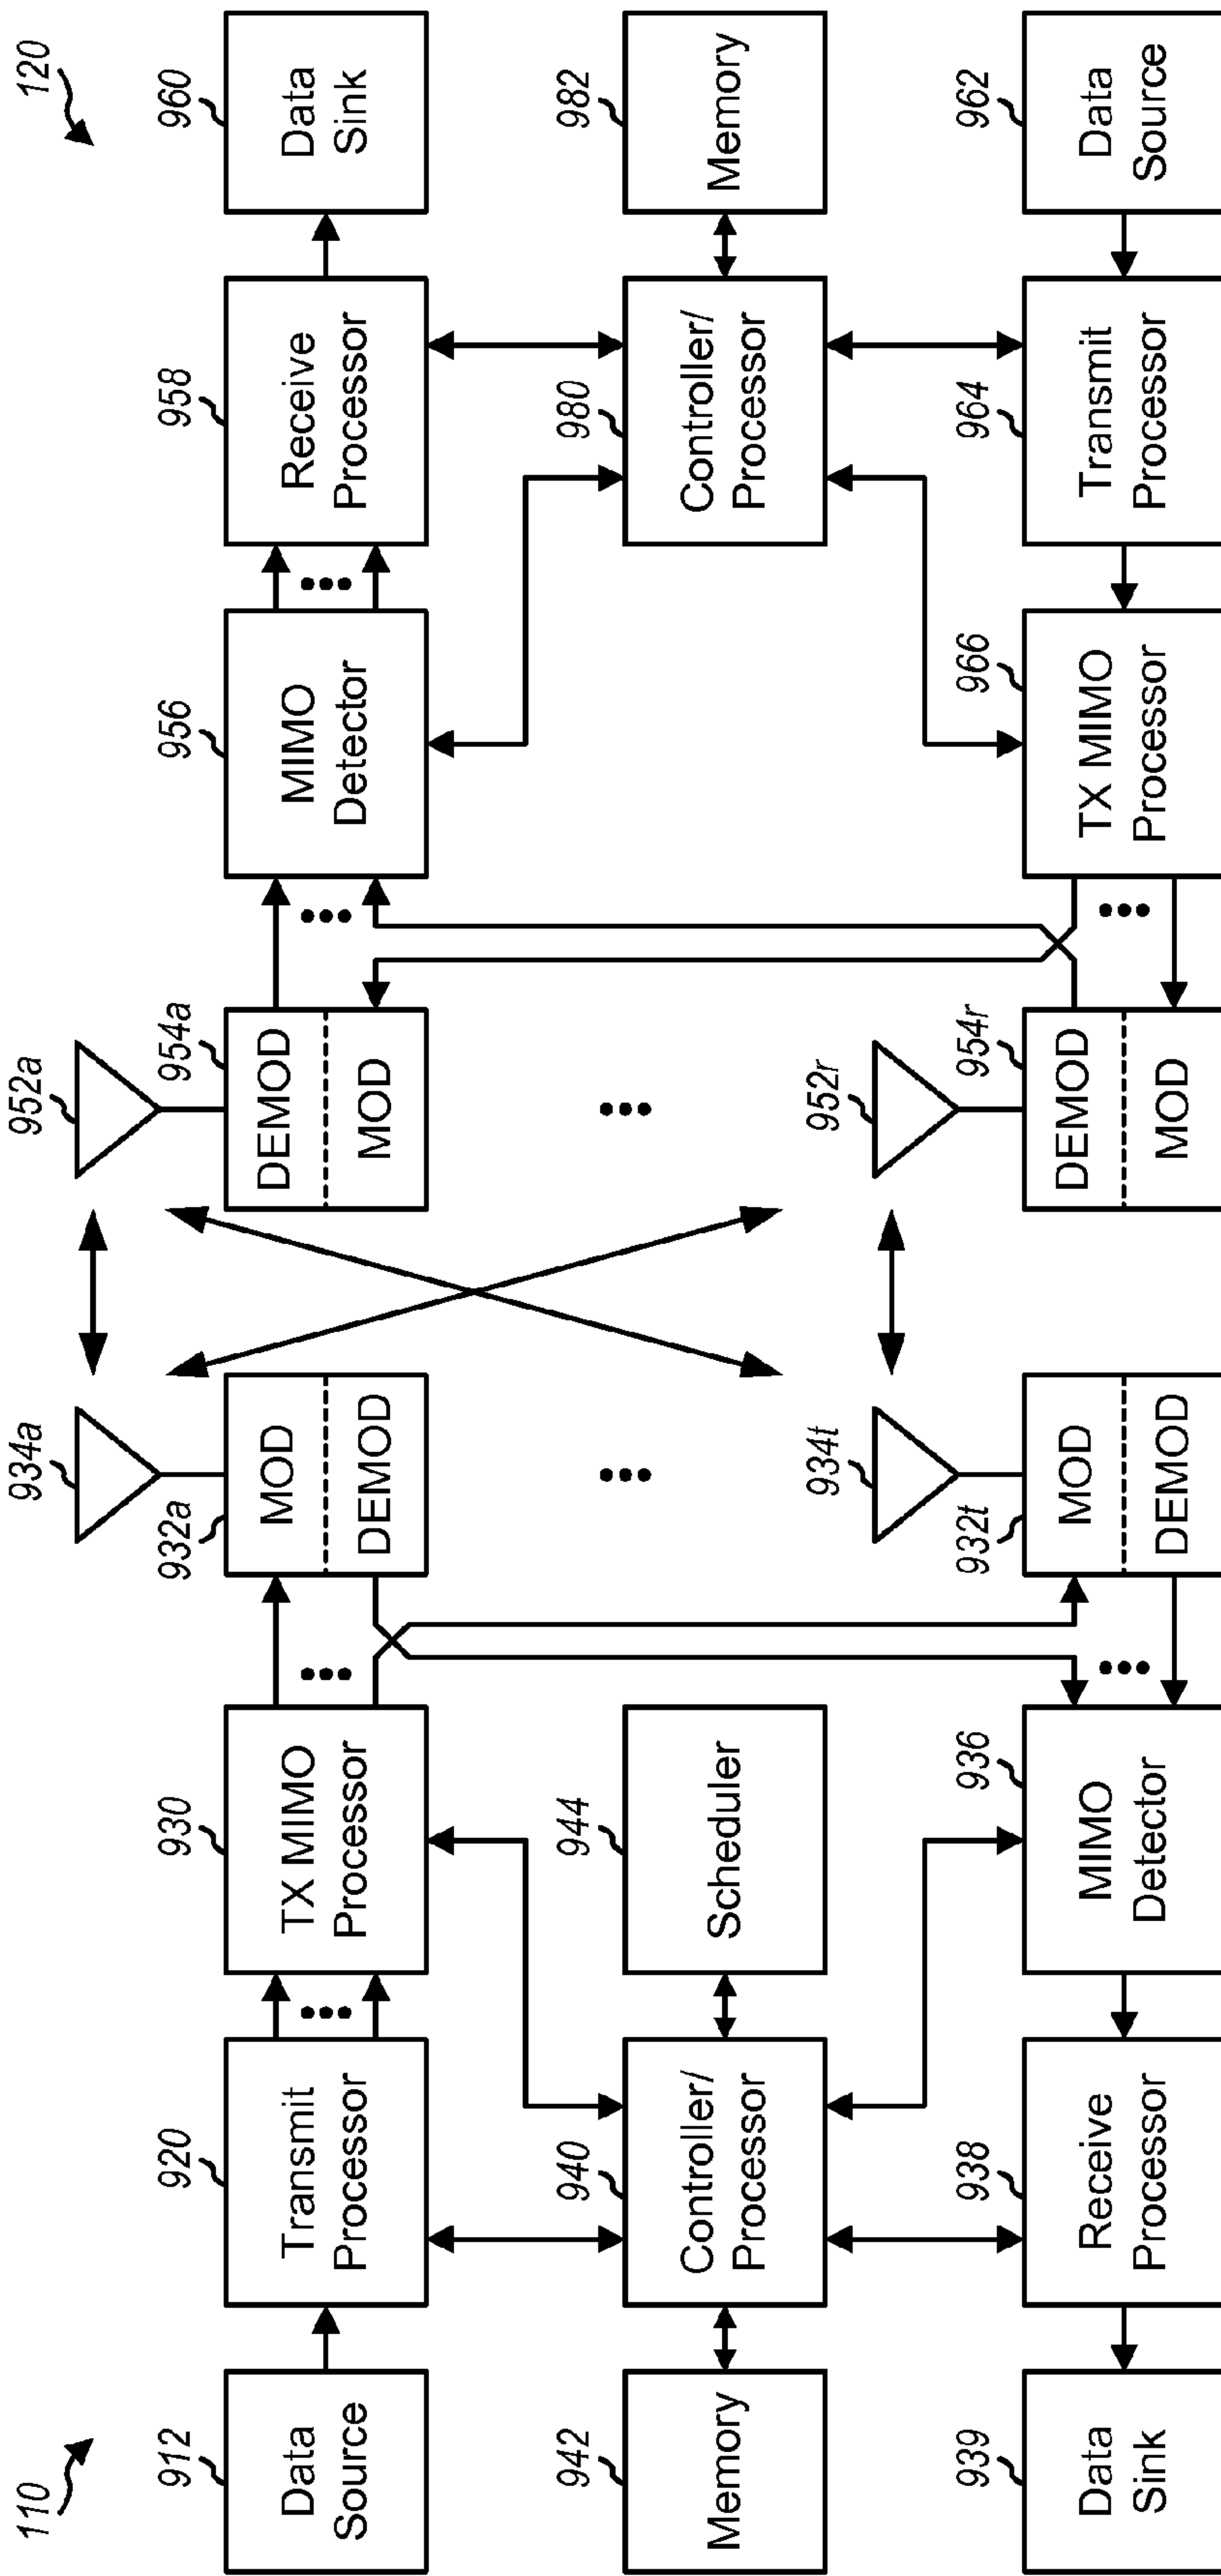 110
120
934a
952a
912
Data
Source
920
Transmit
Processor
930
TX MIMO
Processor
932a
MOD
DEMOD
954a
DEMOD
MOD
956
MIMO
Detector
958
Receive
Processor
960
Data
Sink
942
Memory
940
Controller/
Processor
944
Scheduler
980
Controller/
Processor
982
Memory
934t
952r
939
Data
Sink
938
Receive
Processor
936
MIMO
Detector
932t
MOD
DEMOD
954r
DEMOD
MOD
966
TX MIMO
Processor
964
Transmit
Processor
962
Data
Source